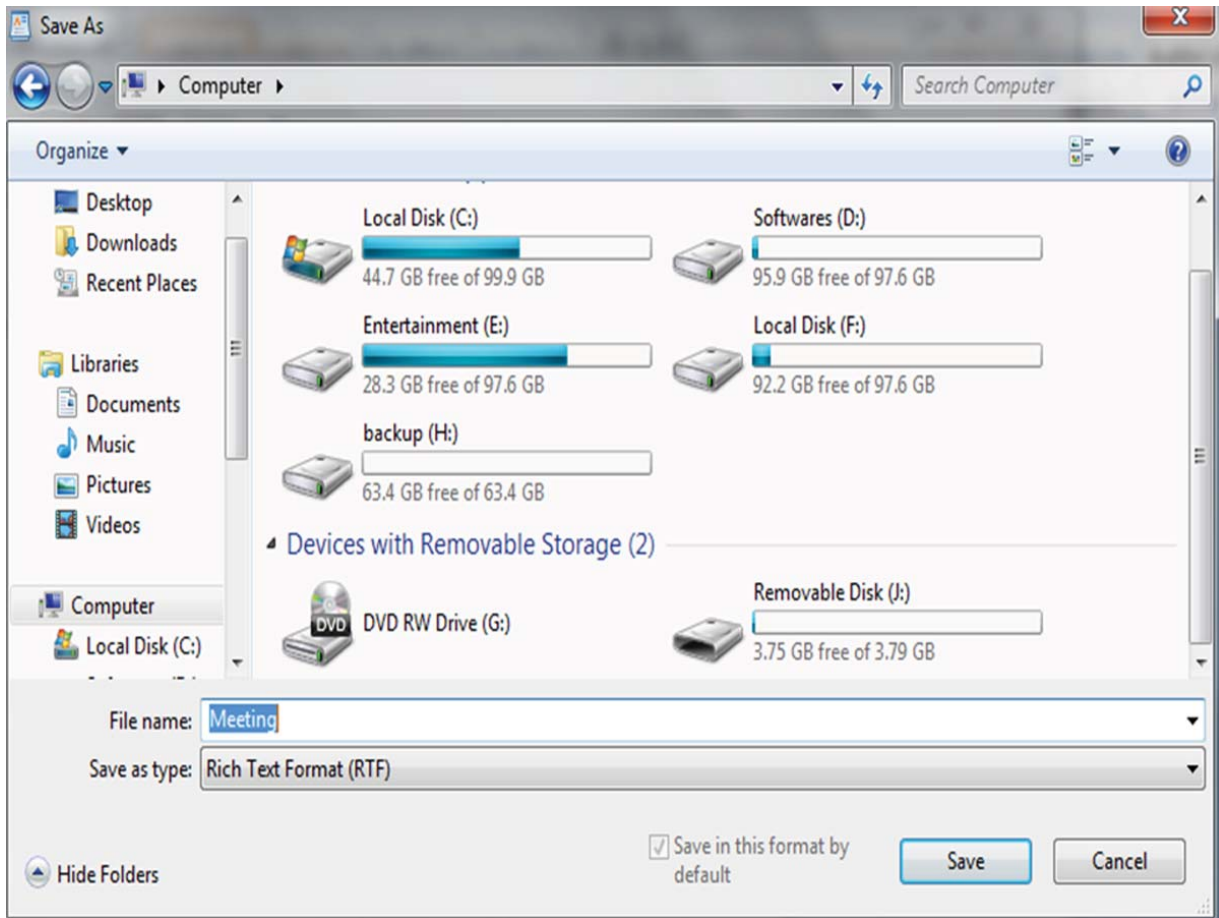 Save As
Computer
Search Computer
Organize
Desktop
Downloads
Recent Places
Libraries
Documents
Music
Pictures
Videos
Computer
Local Disk (C:)
Local Disk (C:)
44.7 GB free of 99.9 GB
Softwares (D:)
95.9 GB free of 97.6 GB
Entertainment (E:)
28.3 GB free of 97.6 GB
Local Disk (F:)
92.2 GB free of 97.6 GB
backup (H:)
63.4 GB free of 63.4 GB
Devices with Removable Storage (2)
DVD
DVD RW Drive (G:)
Removable Disk (J:)
3.75 GB free of 3.79 GB
File name: Meeting
Save as type: Rich Text Format (RTF)
Hide Folders
Save in this format by
default
Save
Cancel